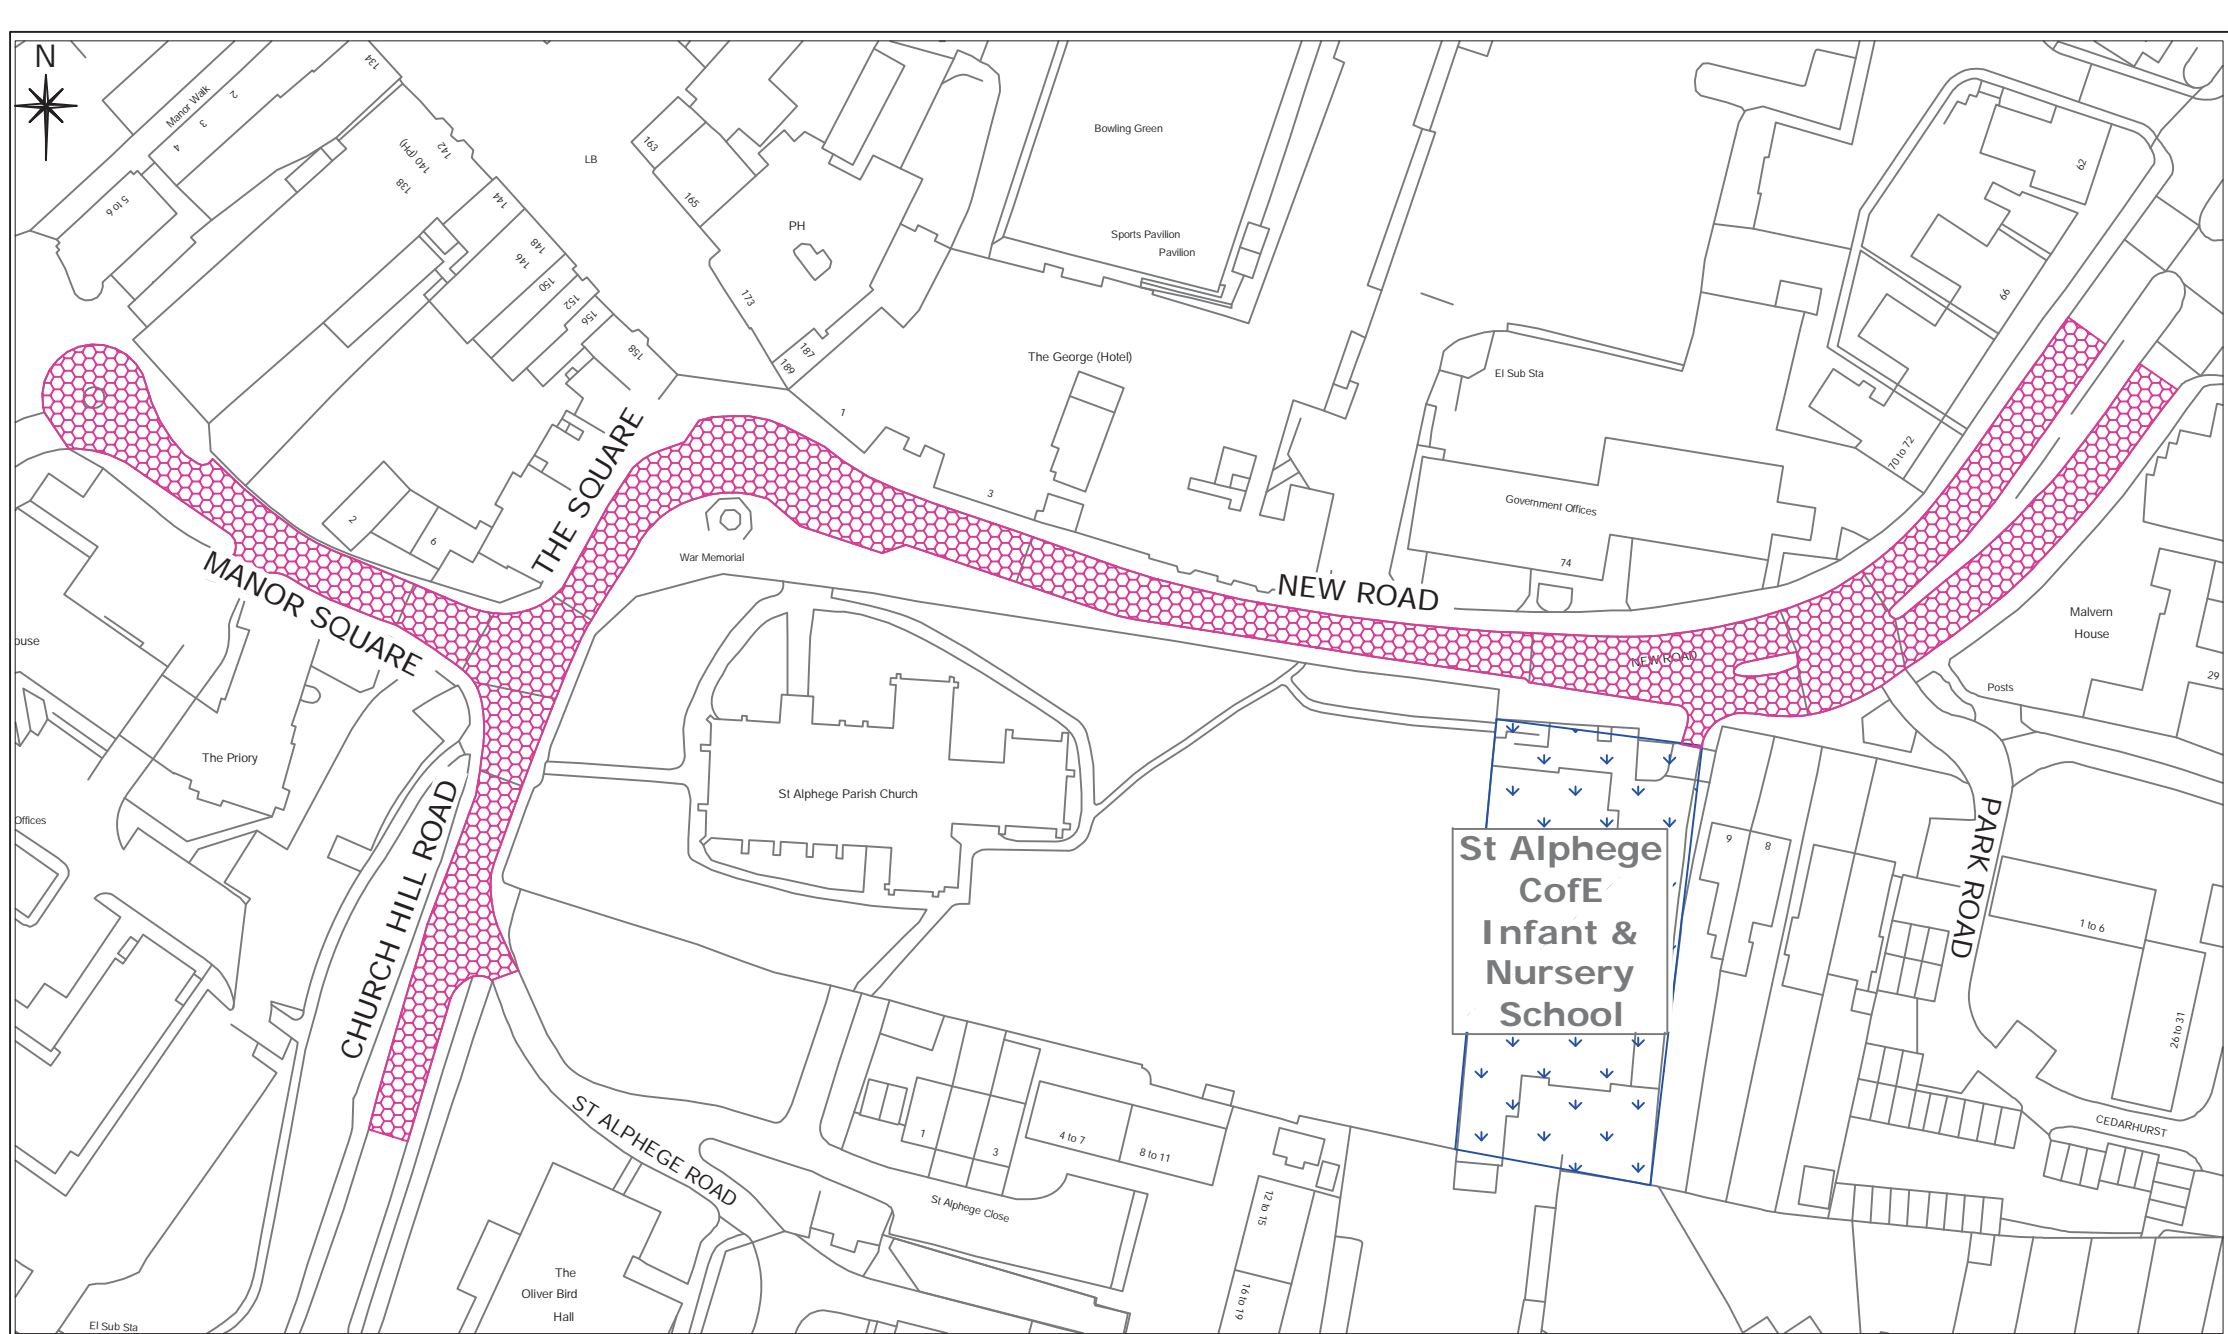 N
Manor Walk
2
3
4
5 to 6
134
142
140 (PH)
138
144
148
146
150
152
156
158
LB
163
165
PH
173
187
189
Bowling Green
Sports Pavilion
Pavilion
The George (Hotel)
1
3
El Sub Sta
Government Offices
74
62
66
70 to 72
THE SQUARE
2
6
War Memorial
MANOR SQUARE
NEW ROAD
NEW ROAD
Malvern
House
Posts
29
ouse
The Priory
Offices
CHURCH HILL ROAD
St Alphege Parish Church
St Alphege
CofE
Infant &
Nursery
School
9
8
PARK ROAD
1 to 6
26 to 31
CEDARHURST
ST ALPHEGE ROAD
1
3
4 to 7
8 to 11
St Alphege Close
12 to 15
16 to 19
The
Oliver Bird
Hall
El Sub Sta